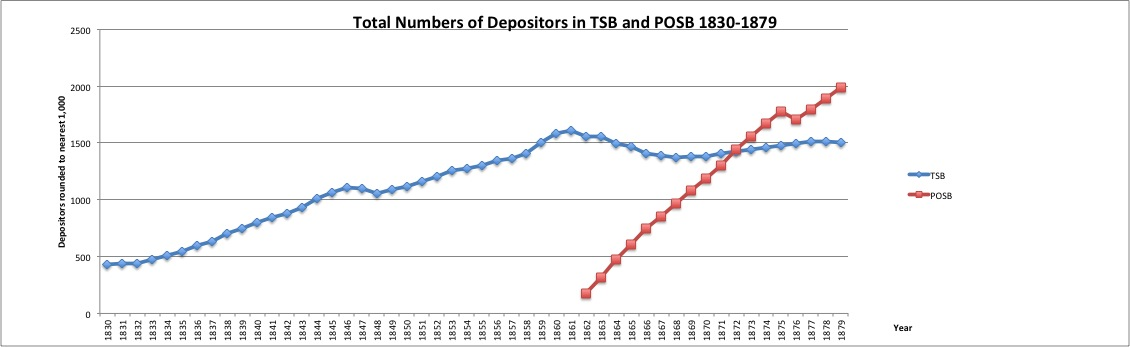 Total Numbers of Depositors in TSB and POSB 1830-1879
Depositors rounded to nearest 1,000
2500
2000
1500
1000
500
0
1830 1831 1832 1833 1834 1835 1836 1837 1838 1839 1840 1841 1842 1843 1844 1845 1846 1847 1848 1849 1850 1851 1852 1853 1854 1855 1856 1857 1858 1859 1860 1861 1862 1863 1864 1865 1866 1867 1868 1869 1870 1871 1872 1873 1874 1875 1876 1877 1878 1879
Year
TSB
POSB